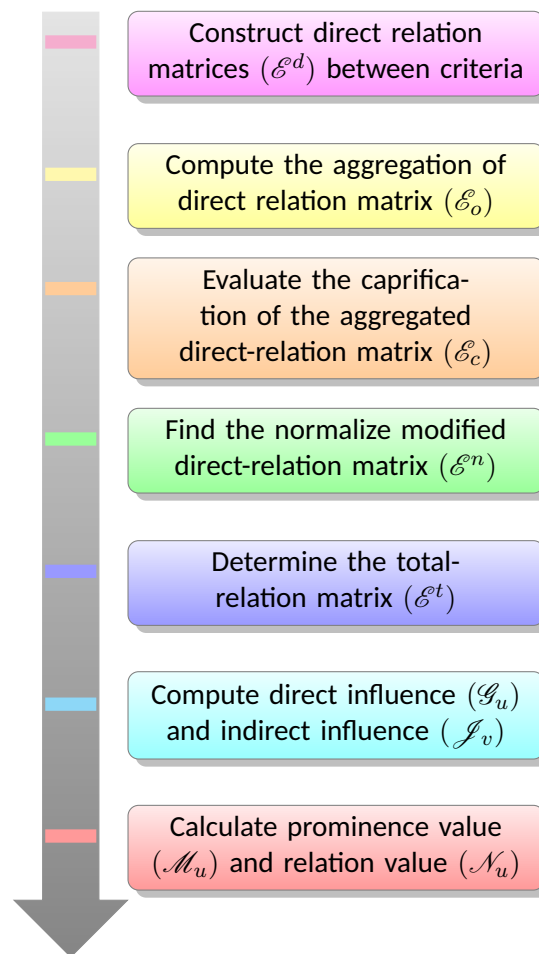 Construct direct relation
matrices (ℰ^d) between criteria
Compute the aggregation of
direct relation matrix (ℰ_o)
Evaluate the caprifica-
tion of the aggregated
direct-relation matrix (ℰ_c)
Find the normalize modified
direct-relation matrix (ℰ^n)
Determine the total-
relation matrix (ℰ^t)
Compute direct influence (𝒢_u)
and indirect influence (𝒥_v)
Calculate prominence value
(ℳ_u) and relation value (𝒩_u)